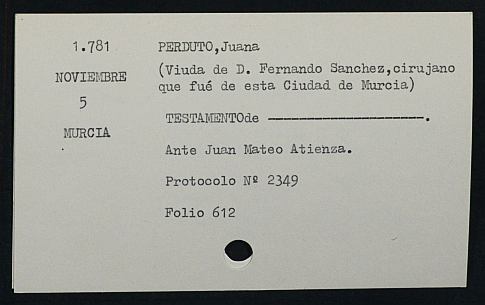 1.781 PERDUTO,Juana
NOVIEMBRE (Viuda de D. Fernando Sanchez,cirujano
5 que fué de esta Ciudad de Murcia)
MURCIA TESTAMENTOde ----------------------.
Ante Juan Mateo Atienza.
Protocolo Nº 2349
Folio 612